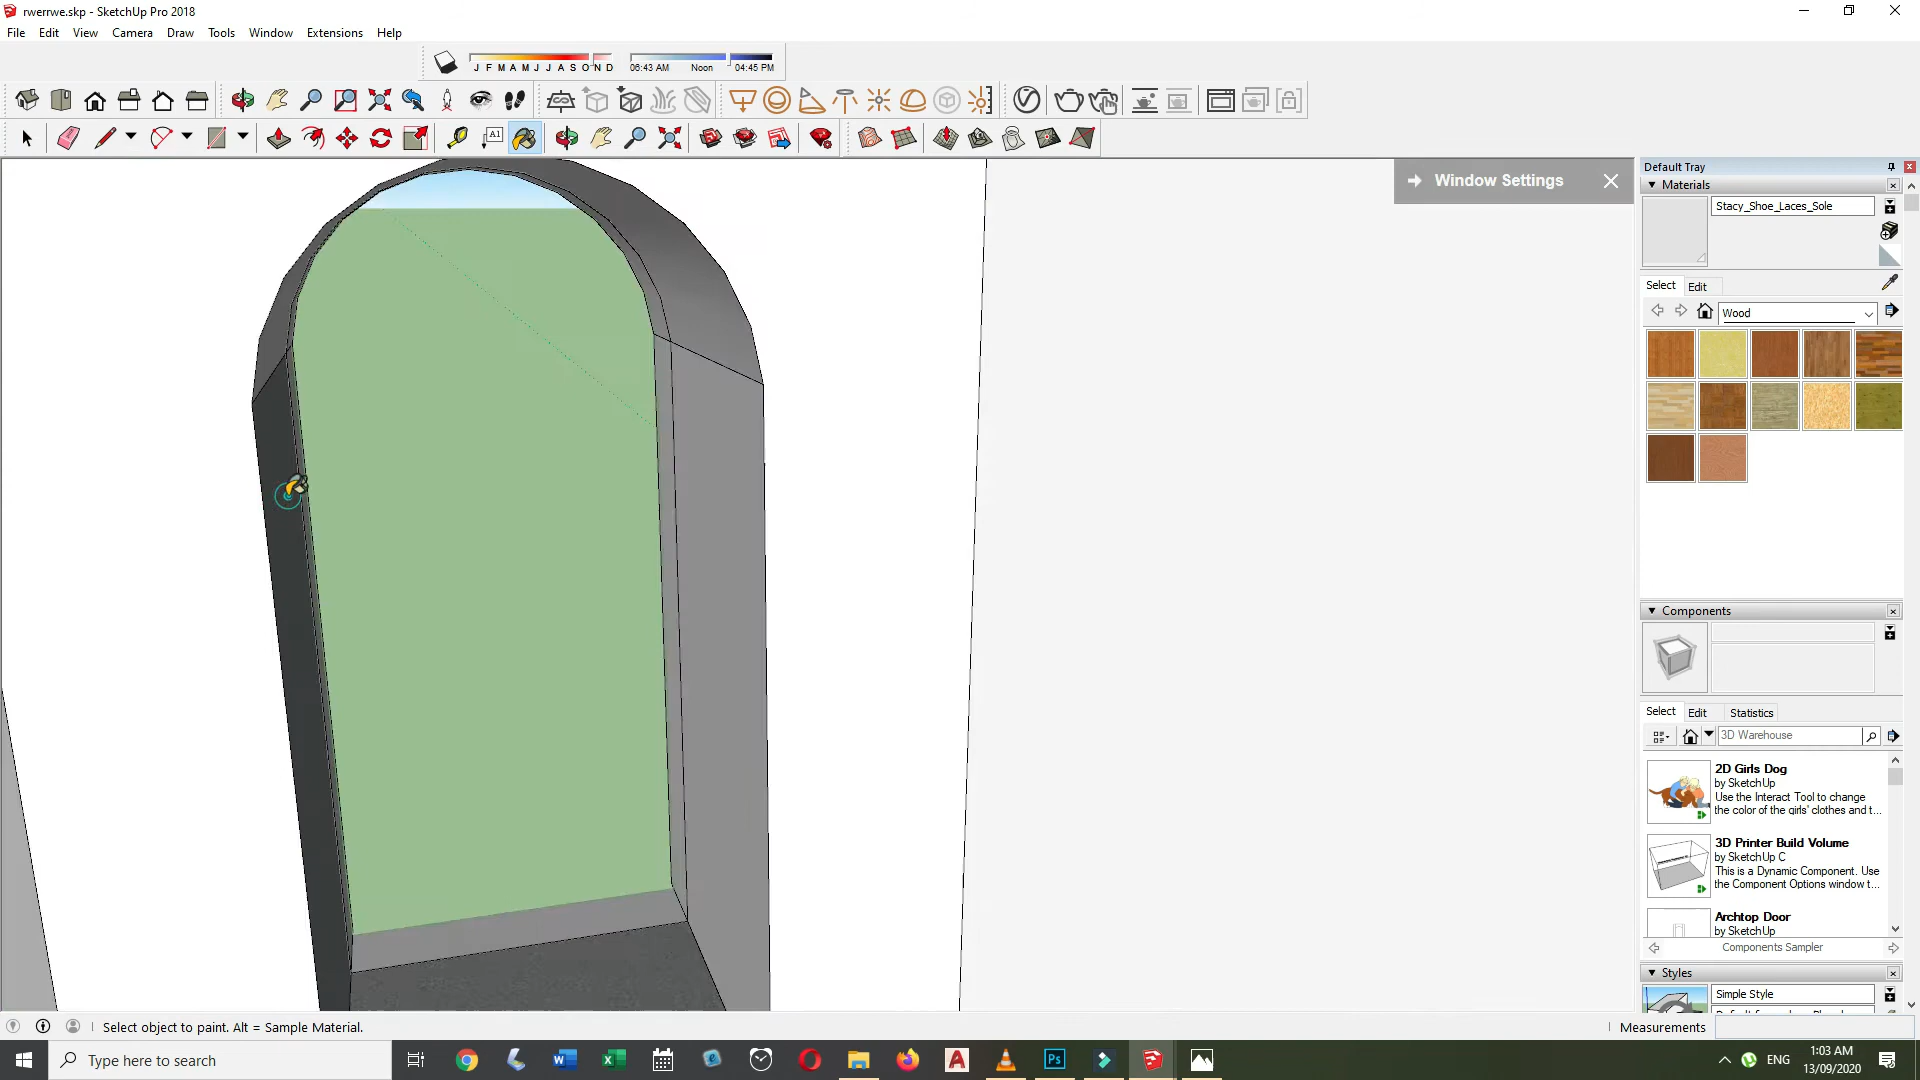 rwerrwe.skp - SketchUp Pro 2018
File Edit View Camera Draw Tools Window Extensions Help
J F M A M J J A S O N D
06:43 AM Noon 04:45 PM
A1
Window Settings
Default Tray
Materials
Stacy_Shoe_Laces_Sole
Select Edit
Wood
Components
Select Edit Statistics
3D Warehouse
2D Girls Dog
by SketchUp
Use the Interact Tool to change
the color of the girls' clothes and t...
3D Printer Build Volume
by SketchUp C
This is a Dynamic Component. Use
the Component Options window t...
Archtop Door
by SketchUp
Components Sampler
Styles
Simple Style
Select object to paint. Alt = Sample Material.
Measurements
Type here to search
ENG
1:03 AM
13/09/2020